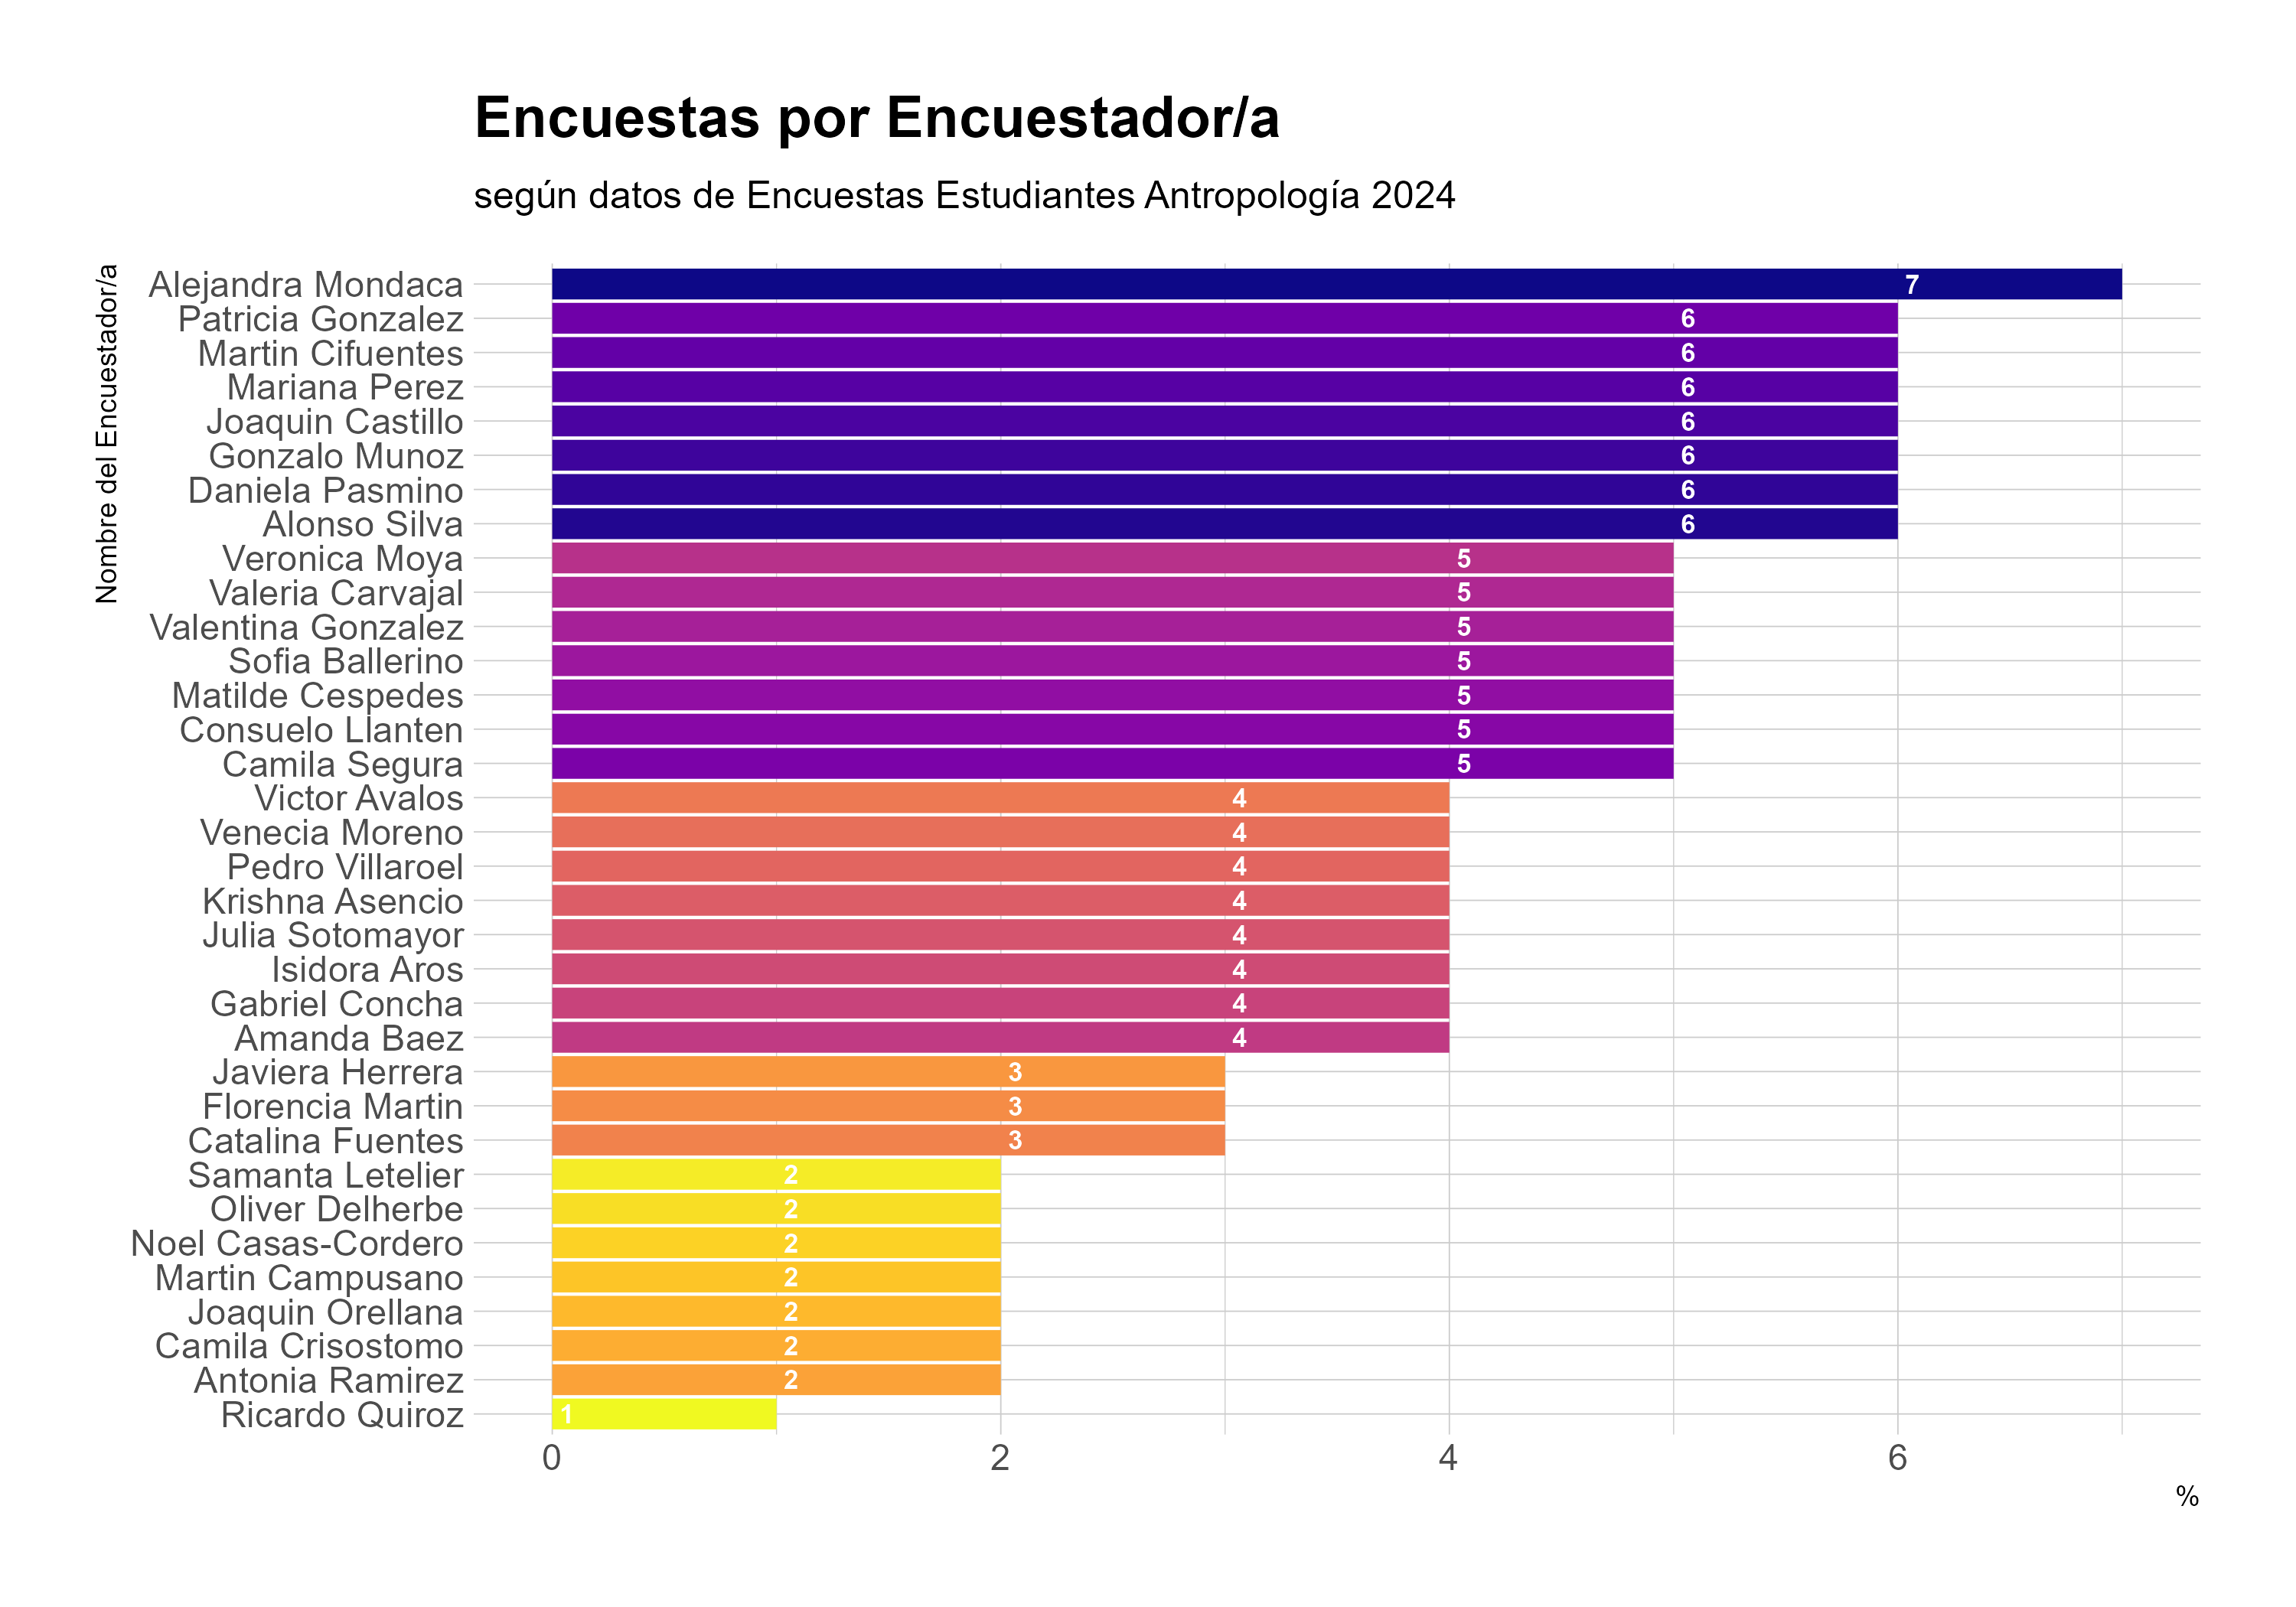 Encuestas por Encuestador/a
según datos de Encuestas Estudiantes Antropología 2024
Nombre del Encuestador/a
Alejandra Mondaca 7
Patricia Gonzalez 6
Martin Cifuentes 6
Mariana Perez 6
Joaquin Castillo 6
Gonzalo Munoz 6
Daniela Pasmino 6
Alonso Silva 6
Veronica Moya 5
Valeria Carvajal 5
Valentina Gonzalez 5
Sofia Ballerino 5
Matilde Cespedes 5
Consuelo Llanten 5
Camila Segura 5
Victor Avalos 4
Venecia Moreno 4
Pedro Villaroel 4
Krishna Asencio 4
Julia Sotomayor 4
Isidora Aros 4
Gabriel Concha 4
Amanda Baez 4
Javiera Herrera 3
Florencia Martin 3
Catalina Fuentes 3
Samanta Letelier 2
Oliver Delherbe 2
Noel Casas-Cordero 2
Martin Campusano 2
Joaquin Orellana 2
Camila Crisostomo 2
Antonia Ramirez 2
Ricardo Quiroz 1
0 2 4 6
%